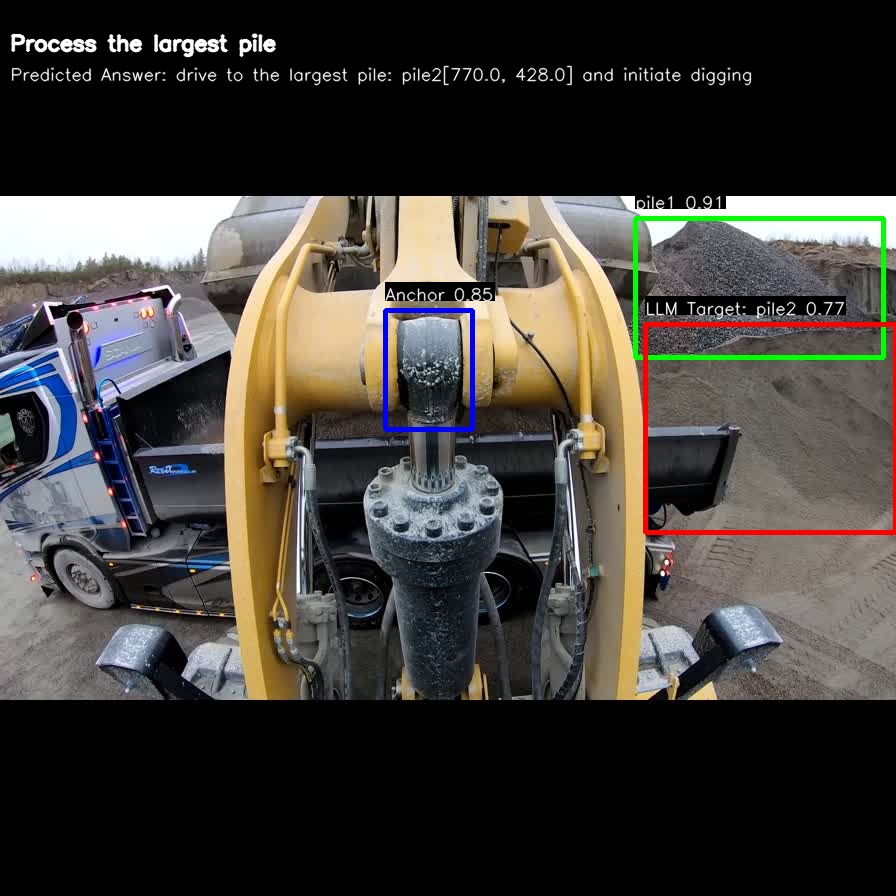 Process the largest pile
Predicted Answer: drive to the largest pile: pile2[770.0, 428.0] and initiate digging
pile1 0.91
Anchor 0.85
LLM Target: pile2 0.77